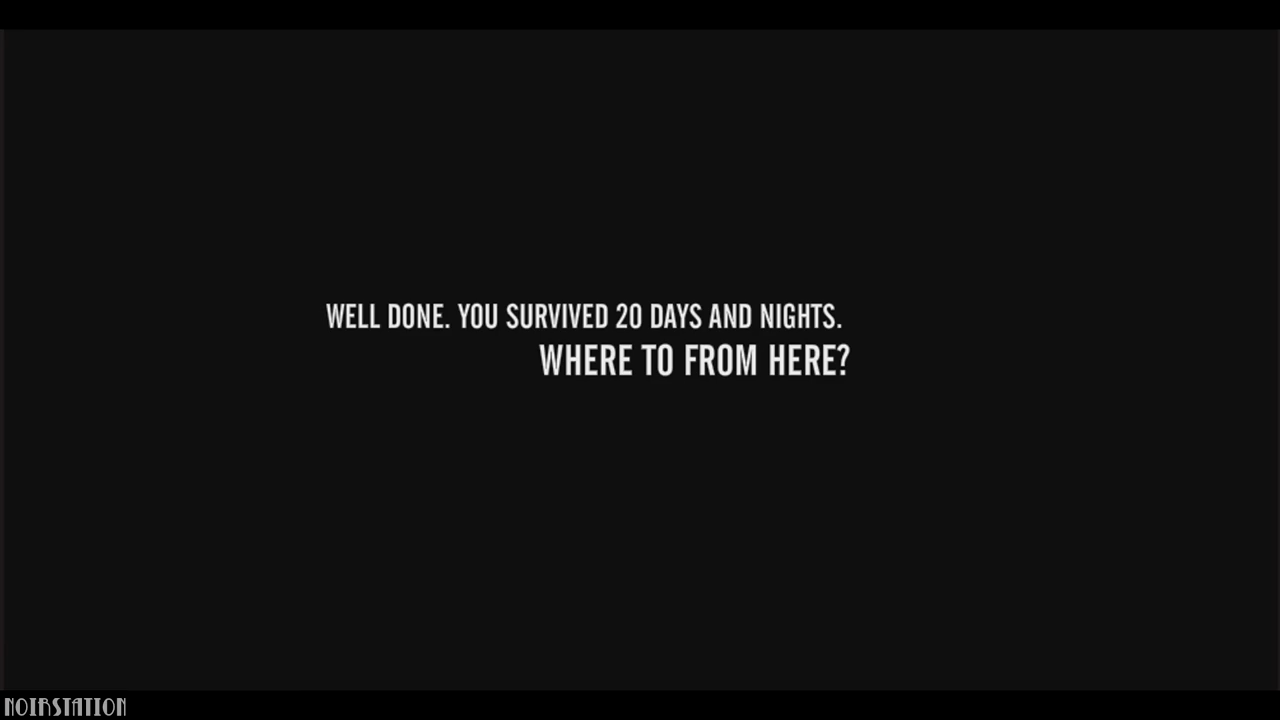 WELL DONE. YOU SURVIVED 20 DAYS AND NIGHTS.
WHERE TO FROM HERE?
NOIRSTATION